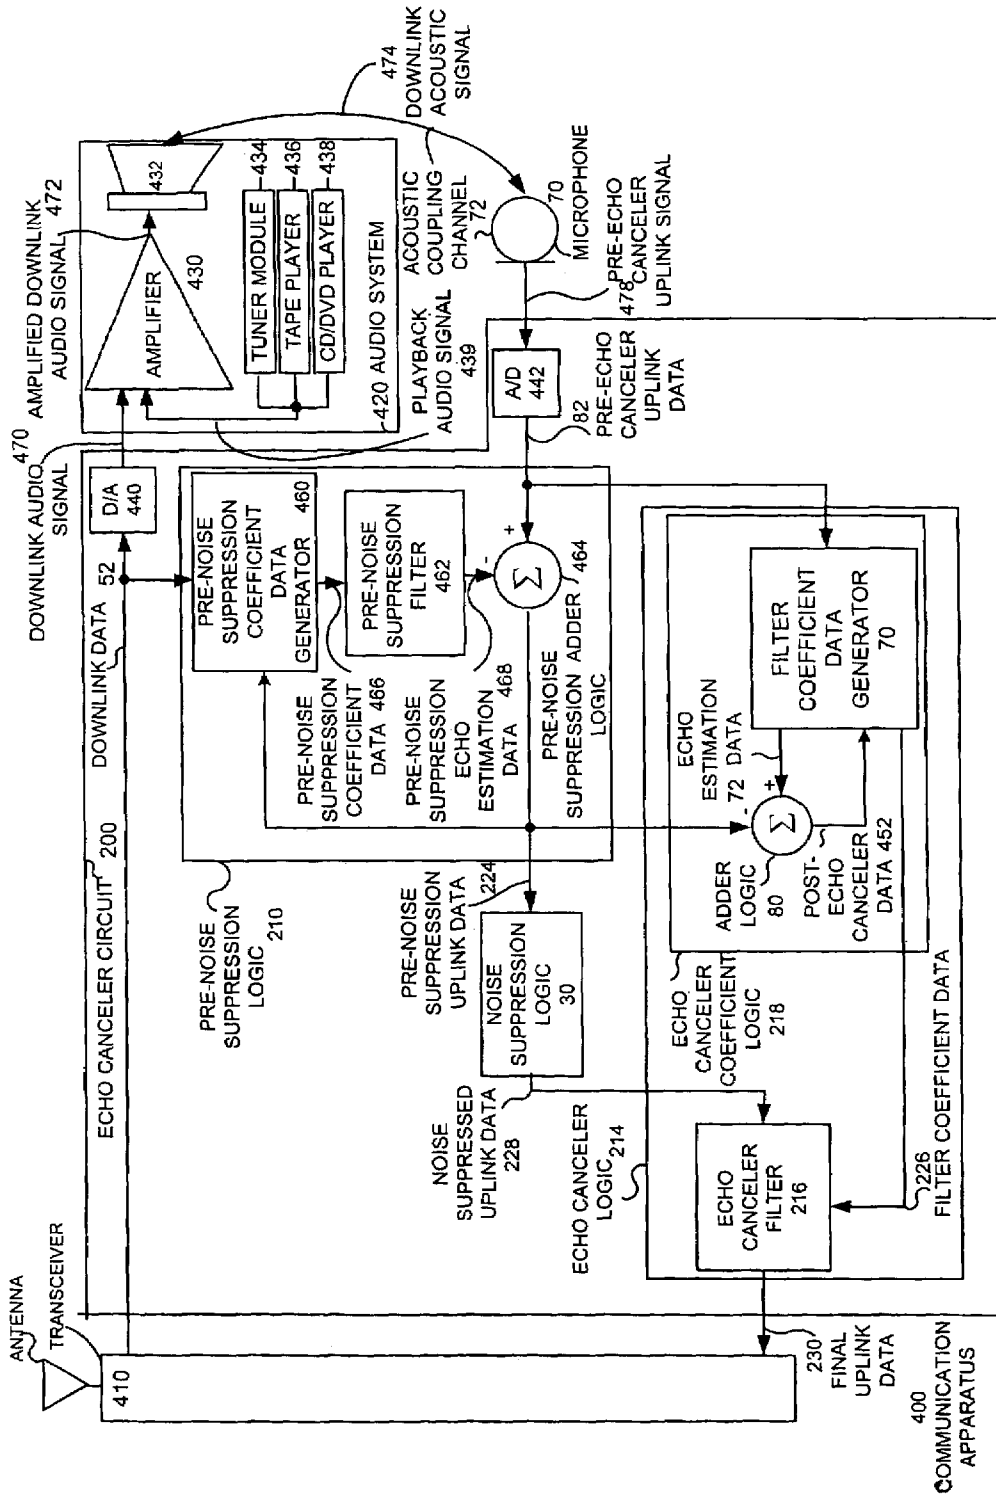 ANTENNA
TRANSCEIVER
410
ECHO CANCELER CIRCUIT 200
DOWNLINK DATA 52
DOWNLINK AUDIO 470
SIGNAL
D/A
440
AMPLIFIED DOWNLINK
AUDIO SIGNAL 472
AMPLIFIER
430
432
TUNER MODULE 434
TAPE PLAYER 436
CD/DVD PLAYER 438
420 AUDIO SYSTEM
PLAYBACK
AUDIO SIGNAL
439
474
DOWNLINK
ACOUSTIC
SIGNAL
ACOUSTIC
COUPLING
CHANNEL
72
70
MICROPHONE
478
PRE-ECHO
CANCELER
UPLINK SIGNAL
A/D
442
82
PRE-ECHO
CANCELER
UPLINK
DATA
PRE-NOISE
SUPPRESSION
LOGIC
210
PRE-NOISE
SUPPRESSION
COEFFICIENT
DATA
GENERATOR 460
PRE-NOISE
SUPPRESSION
FILTER
462
PRE-NOISE
SUPPRESSION
COEFFICIENT
DATA 466
PRE-NOISE
SUPPRESSION
ECHO
ESTIMATION 468
DATA
+
-
Σ
464
PRE-NOISE
SUPPRESSION ADDER
LOGIC
PRE-NOISE
SUPPRESSION
UPLINK DATA 224
NOISE
SUPPRESSION
LOGIC
30
NOISE
SUPPRESSED
UPLINK DATA
228
ECHO CANCELER
LOGIC 214
ECHO
CANCELER
FILTER
216
ECHO
CANCELER
COEFFICIENT
LOGIC
218
ECHO
ESTIMATION
72 DATA
-
+
Σ
ADDER
LOGIC
80
POST-
ECHO
CANCELER
DATA 452
FILTER
COEFFICIENT
DATA
GENERATOR
70
226
FILTER COEFFICIENT DATA
230
FINAL
UPLINK
DATA
400
COMMUNICATION
APPARATUS